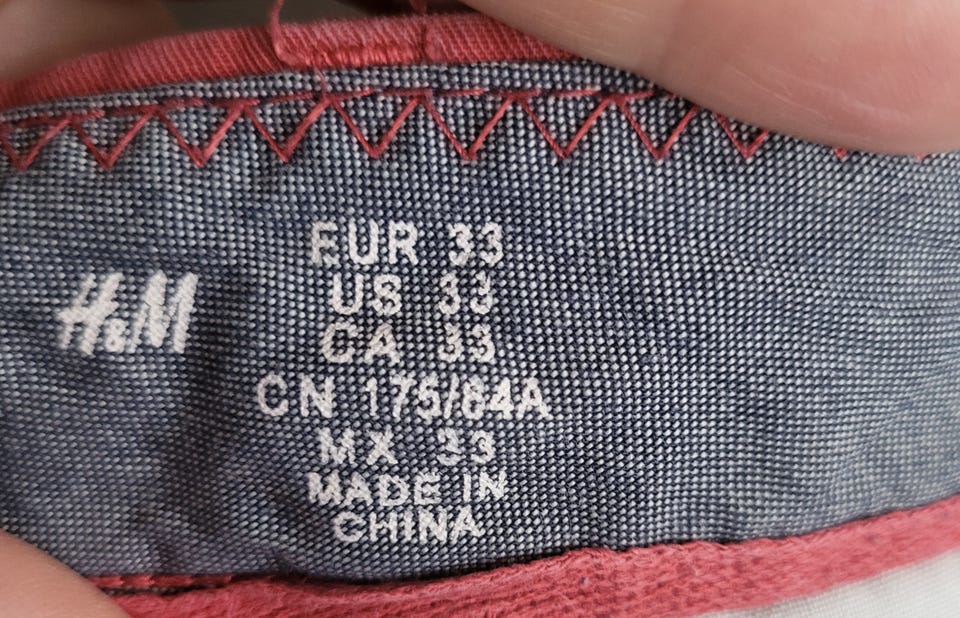 H&M
EUR 33
US 33
CA 33
CN 175/84A
MX 33
MADE IN
CHINA